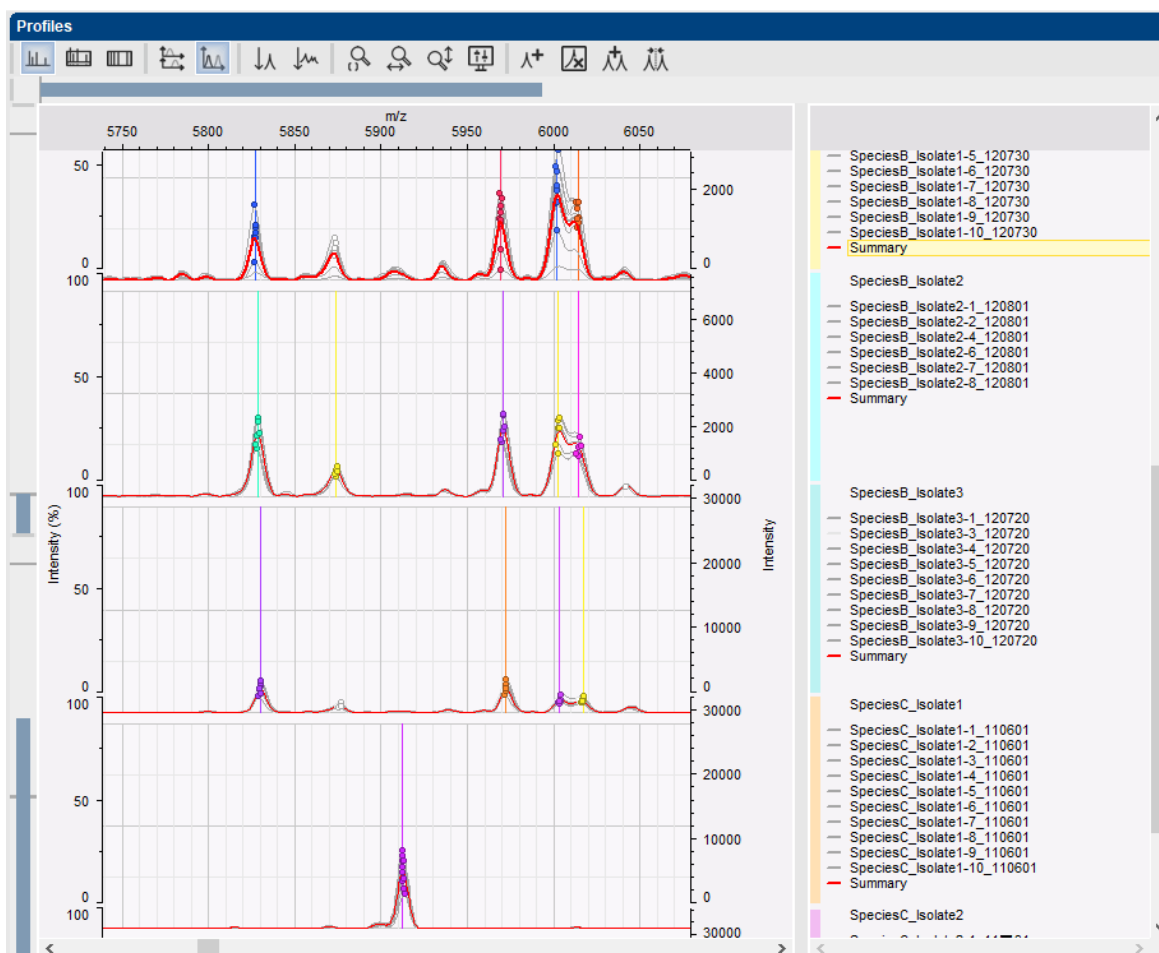 Profiles
m/z
5750 5800 5850 5900 5950 6000 6050
50
0
2000
0
100
50
0
6000
4000
2000
0
100
50
0
30000
20000
10000
0
100
50
0
30000
20000
10000
0
100
30000
Intensity (%)
Intensity
SpeciesB_Isolate1-5_120730
SpeciesB_Isolate1-6_120730
SpeciesB_Isolate1-7_120730
SpeciesB_Isolate1-8_120730
SpeciesB_Isolate1-9_120730
SpeciesB_Isolate1-10_120730
Summary
SpeciesB_Isolate2
SpeciesB_Isolate2-1_120801
SpeciesB_Isolate2-2_120801
SpeciesB_Isolate2-4_120801
SpeciesB_Isolate2-6_120801
SpeciesB_Isolate2-7_120801
SpeciesB_Isolate2-8_120801
Summary
SpeciesB_Isolate3
SpeciesB_Isolate3-1_120720
SpeciesB_Isolate3-3_120720
SpeciesB_Isolate3-4_120720
SpeciesB_Isolate3-5_120720
SpeciesB_Isolate3-6_120720
SpeciesB_Isolate3-7_120720
SpeciesB_Isolate3-8_120720
SpeciesB_Isolate3-9_120720
SpeciesB_Isolate3-10_120720
Summary
SpeciesC_Isolate1
SpeciesC_Isolate1-1_110601
SpeciesC_Isolate1-2_110601
SpeciesC_Isolate1-3_110601
SpeciesC_Isolate1-4_110601
SpeciesC_Isolate1-5_110601
SpeciesC_Isolate1-6_110601
SpeciesC_Isolate1-7_110601
SpeciesC_Isolate1-8_110601
SpeciesC_Isolate1-9_110601
SpeciesC_Isolate1-10_110601
Summary
SpeciesC_Isolate2